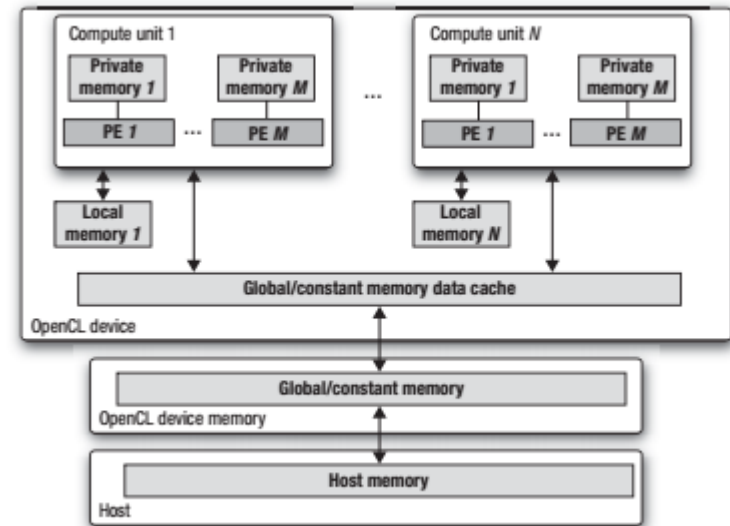 Compute unit 1
Compute unit N
Private
memory 1
Private
memory M
...
Private
memory 1
Private
memory M
PE 1
...
PE M
PE 1
...
PE M
Local
memory 1
Local
memory N
Global/constant memory data cache
OpenCL device
Global/constant memory
OpenCL device memory
Host memory
Host